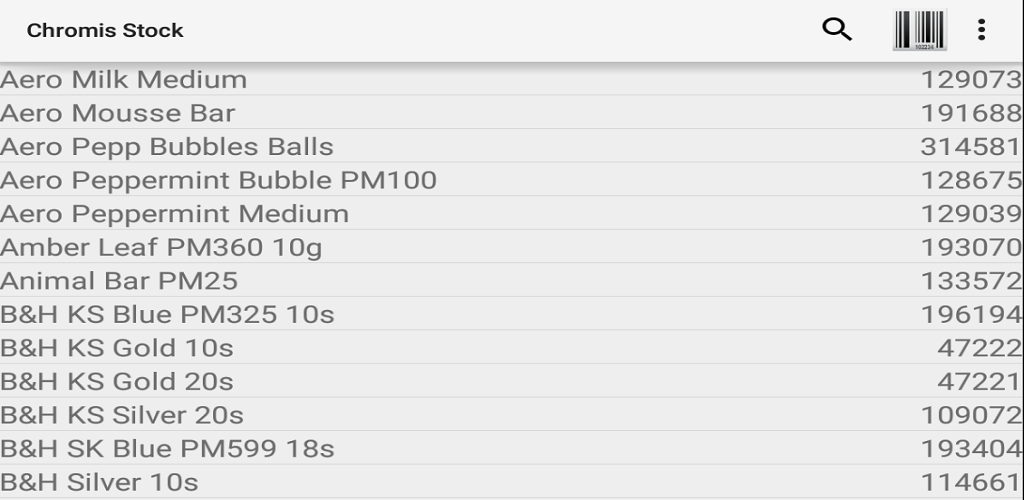 Chromis Stock
102234
Aero Milk Medium 129073
Aero Mousse Bar 191688
Aero Pepp Bubbles Balls 314581
Aero Peppermint Bubble PM100 128675
Aero Peppermint Medium 129039
Amber Leaf PM360 10g 193070
Animal Bar PM25 133572
B&H KS Blue PM325 10s 196194
B&H KS Gold 10s 47222
B&H KS Gold 20s 47221
B&H KS Silver 20s 109072
B&H SK Blue PM599 18s 193404
B&H Silver 10s 114661